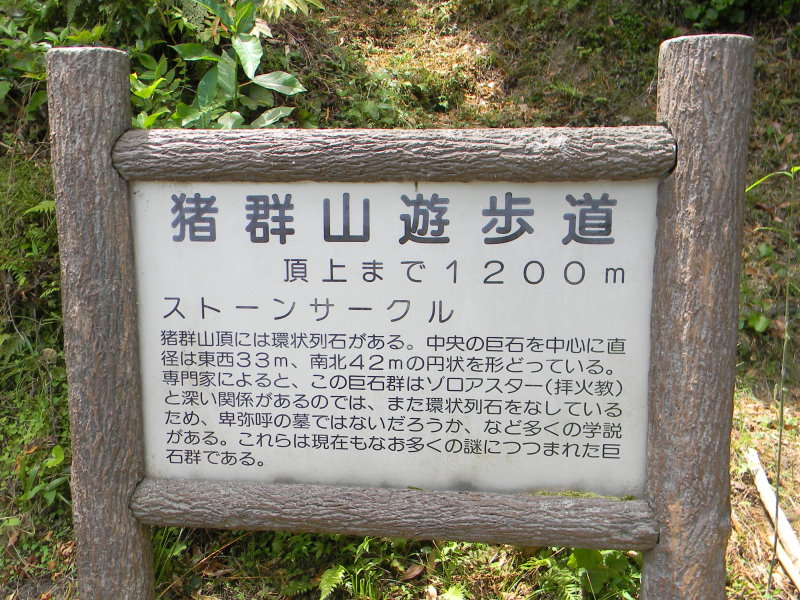 猪群山遊歩道
頂上まで1200m
ストーンサークル
猪群山頂には環状列石がある。中央の巨石を中心に直
径は東西33m、南北42mの円状を形どっている。
専門家によると、この巨石群はゾロアスター(拝火教)
と深い関係があるのでは、また環状列石をなしている
ため、卑弥呼の墓ではないだろうか、など多くの学説
がある。これらは現在もなお多くの謎につつまれた巨
石群である。